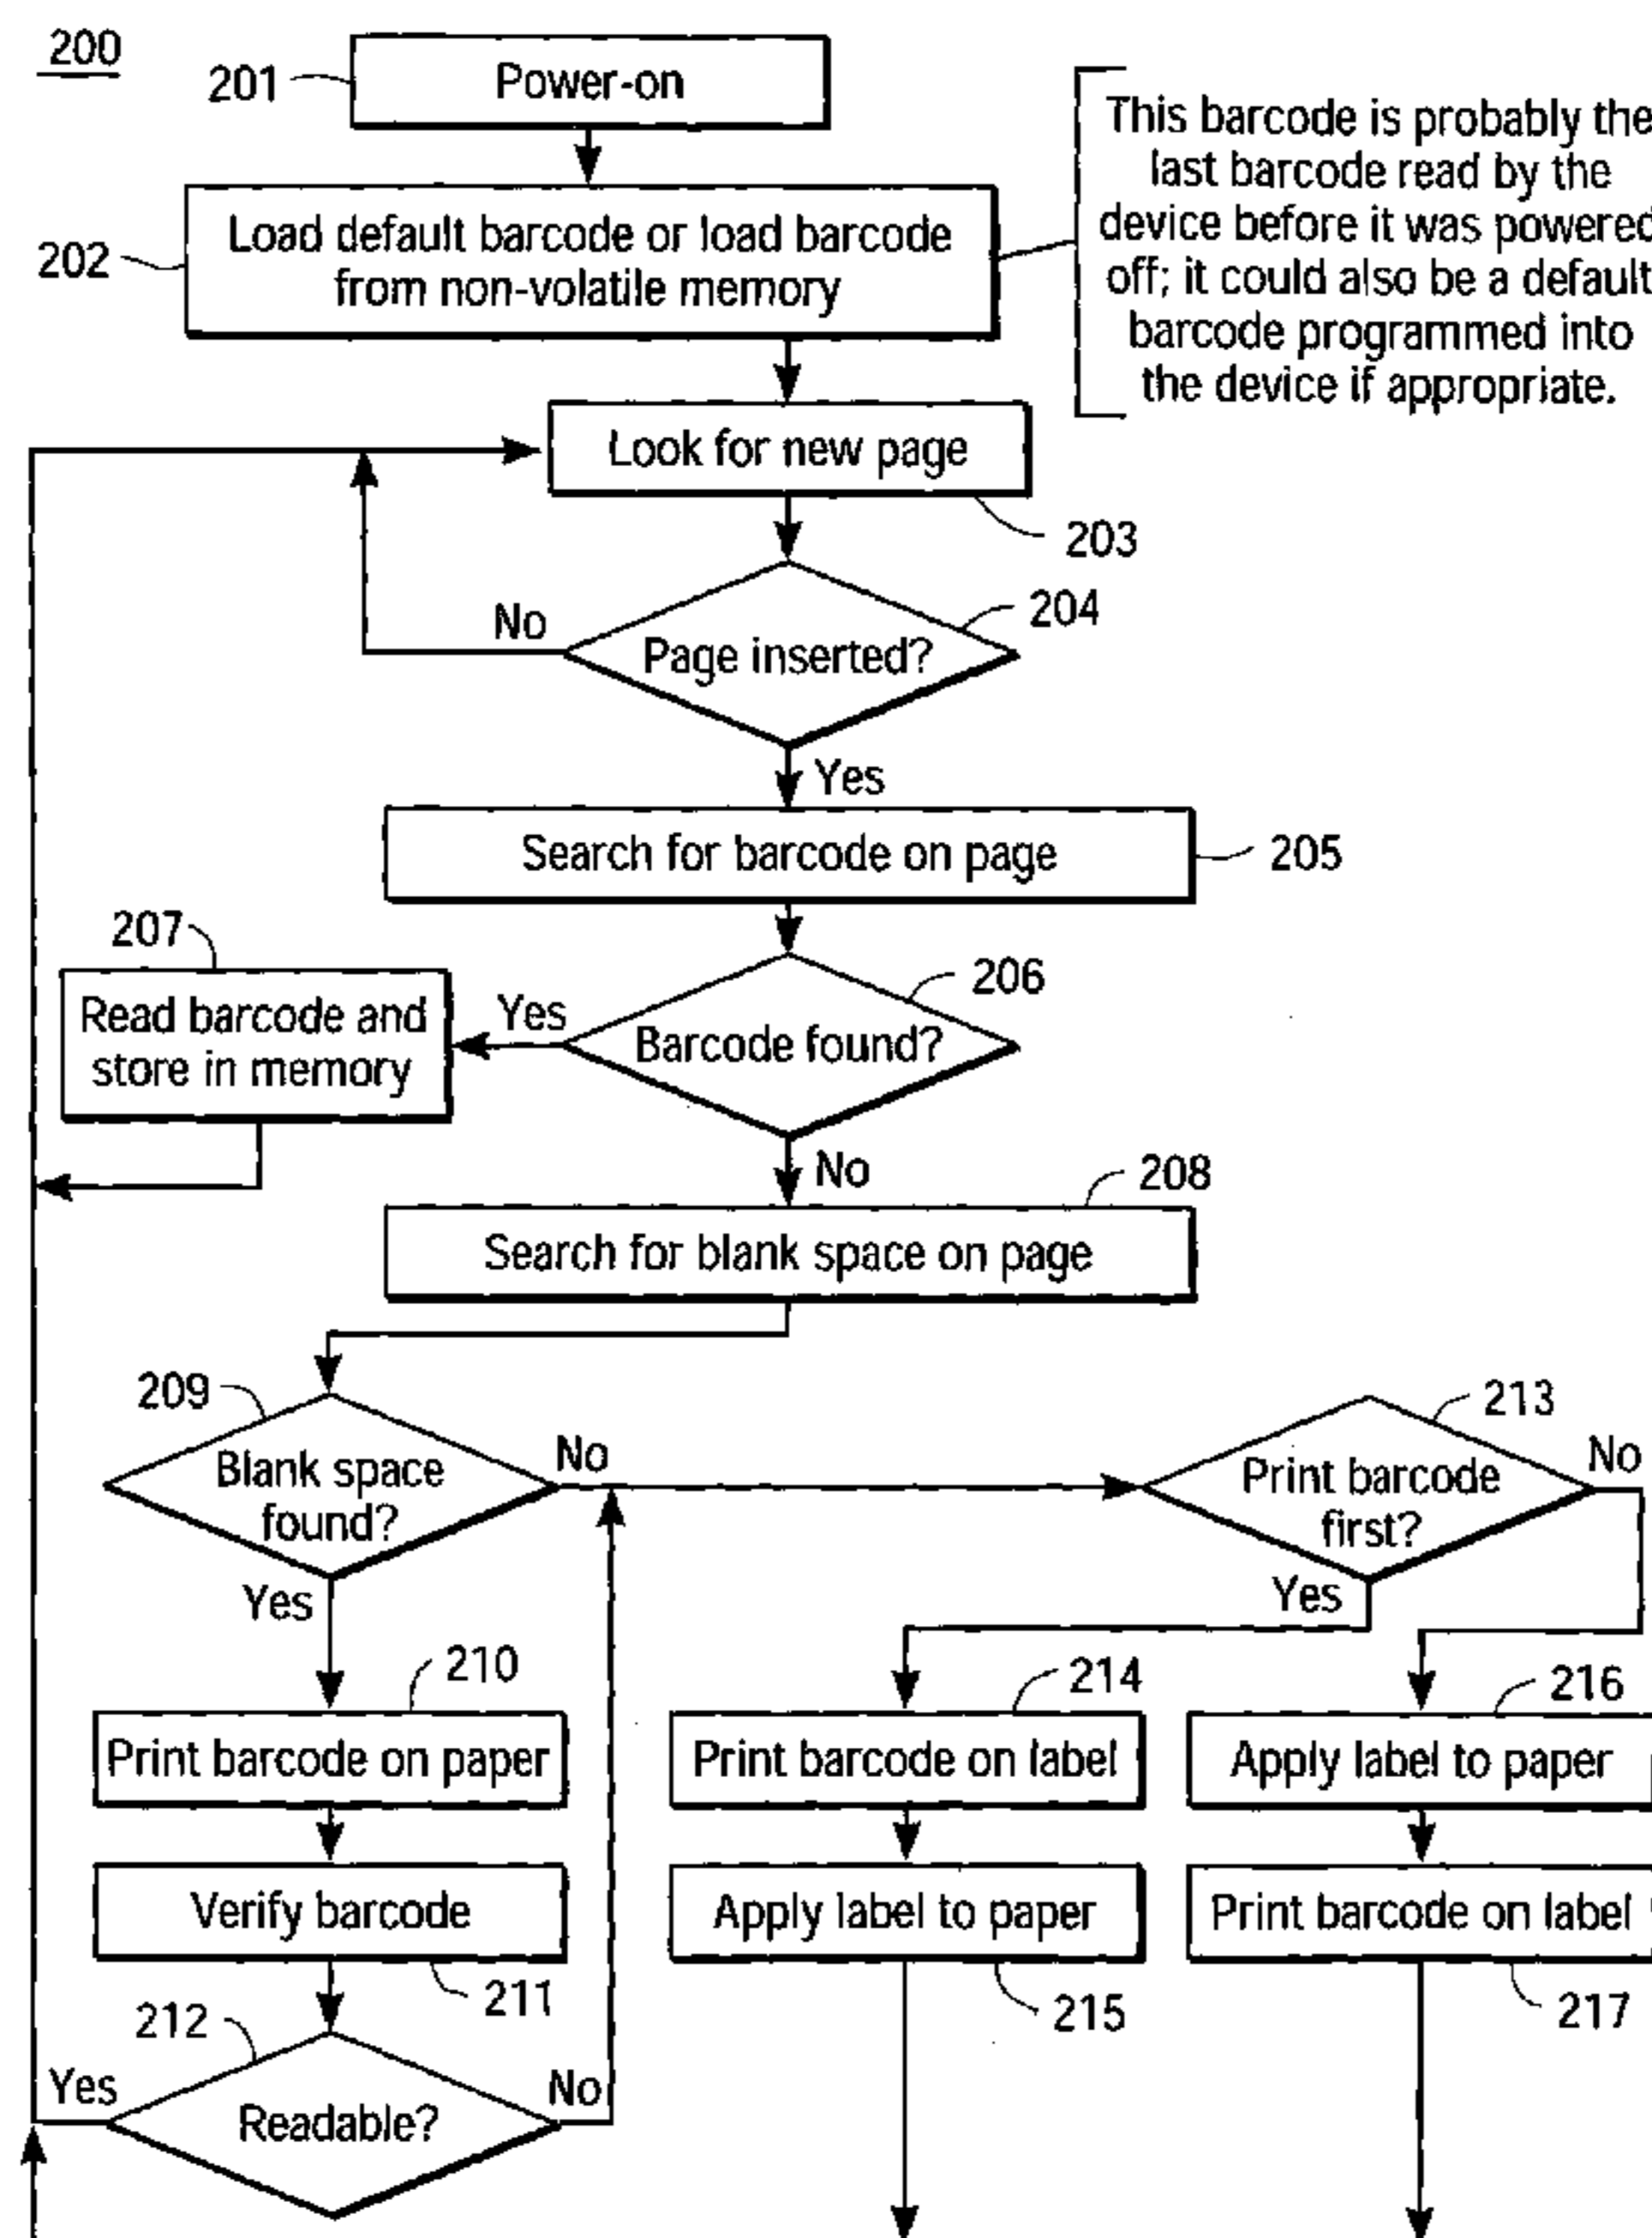 200
201
Power-on
This barcode is probably the
last barcode read by the
device before it was powered
off; it could also be a default
barcode programmed into
the device if appropriate.
202
Load default barcode or load barcode
from non-volatile memory
Look for new page
203
No
204
Page inserted?
Yes
Search for barcode on page
205
207
206
Read barcode and
store in memory
Yes
Barcode found?
No
208
Search for blank space on page
209
213
Blank space
found?
No
Print barcode
first?
No
Yes
Yes
210
214
216
Print barcode on paper
Print barcode on label
Apply label to paper
Verify barcode
Apply label to paper
Print barcode on label
211
215
217
212
Yes
No
Readable?